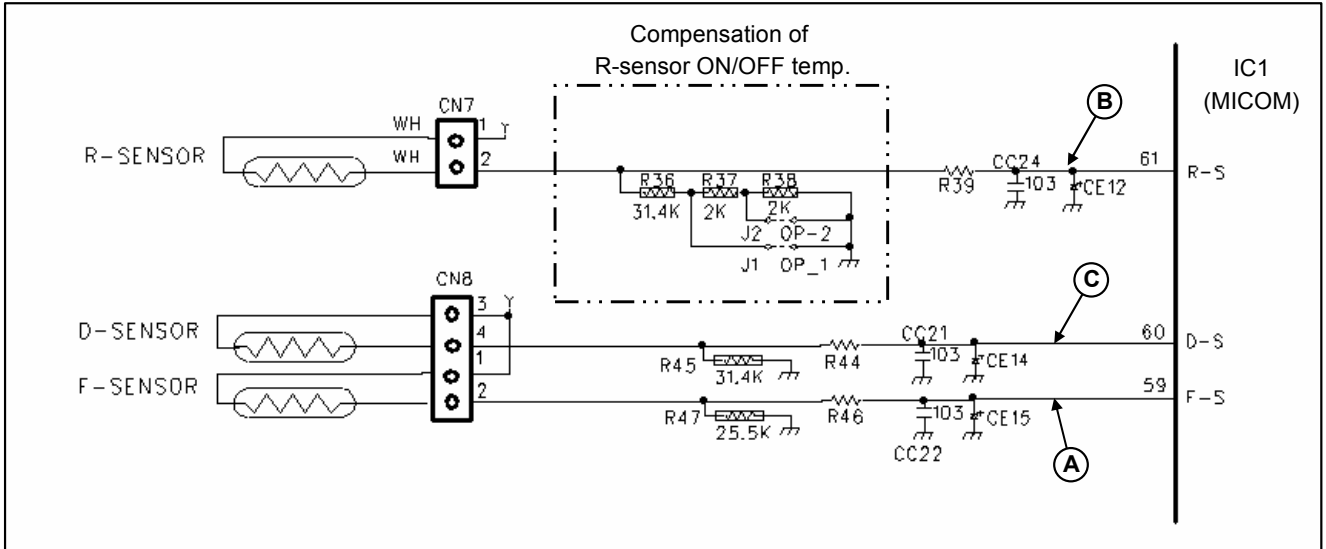 Compensation of
R-sensor ON/OFF temp.
IC1
(MICOM)
CN7
WH
1
B
R-SENSOR
WH
2
61
R-S
CC24
R39
103
CE12
R36
R37
R38
31.4K
2K
2K
J2
OP-2
J1
OP_1
CN8
3
C
D-SENSOR
4
60
D-S
CC21
R45
31.4K
R44
103
CE14
1
F-SENSOR
2
59
F-S
R47
25.5K
R46
103
CE15
CC22
A